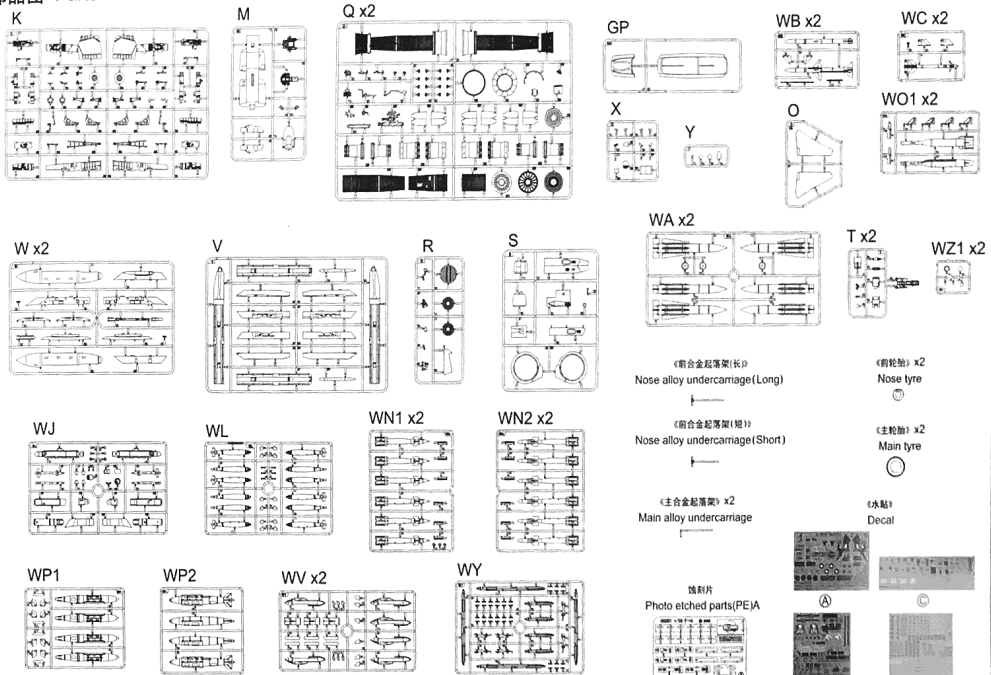 K
M
Q x2
GP
WB x2
WC x2
X
Y
O
WO1 x2
W x2
V
R
S
WA x2
T x2
WZ1 x2
《前合金起落架(长)》
Nose alloy undercarriage(Long)
《前轮胎》x2
Nose tyre
《前合金起落架(短)》
Nose alloy undercarriage(Short)
《主轮胎》x2
Main tyre
WJ
WL
WN1 x2
WN2 x2
《主合金起落架》x2
Main alloy undercarriage
《水贴》
Decal
WP1
WP2
WV x2
WY
蚀刻片
Photo etched parts(PE)A
A
C